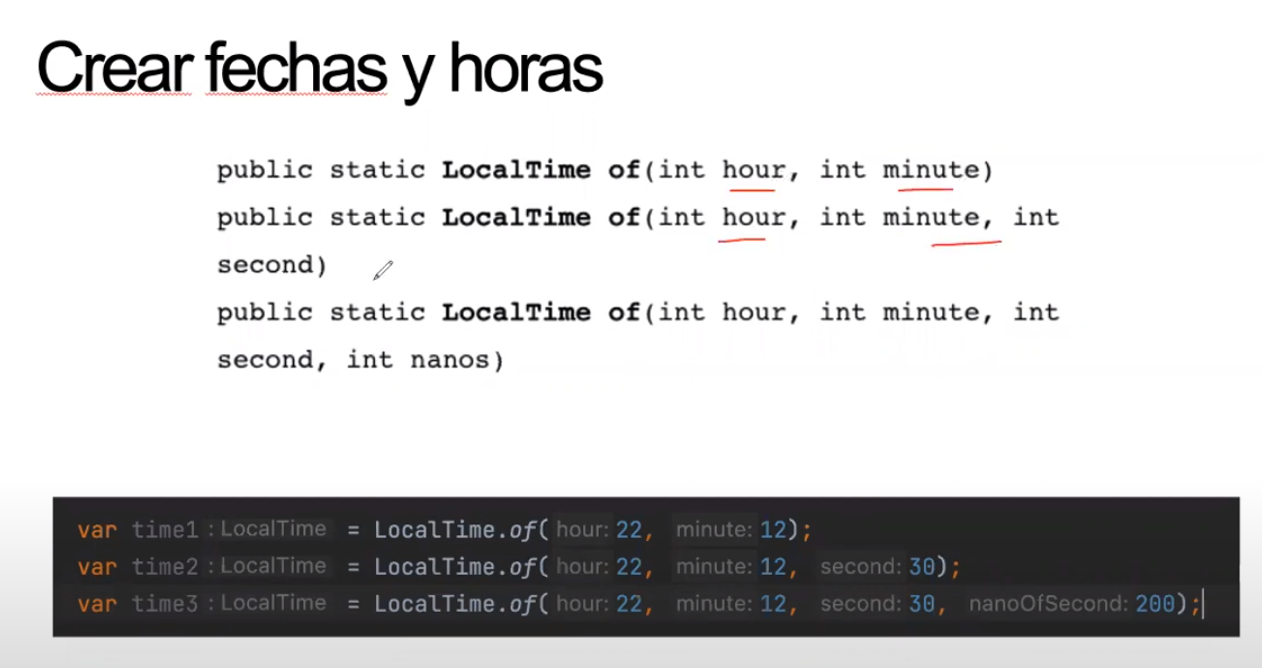 Crear fechas y horas
public static LocalTime of(int hour, int minute)
public static LocalTime of(int hour, int minute, int
second)
public static LocalTime of(int hour, int minute, int
second, int nanos)
var time1 : LocalTime = LocalTime.of( hour: 22, minute: 12);
var time2 : LocalTime = LocalTime.of( hour: 22, minute: 12, second: 30);
var time3 : LocalTime = LocalTime.of( hour: 22, minute: 12, second: 30, nanoOfSecond: 200);